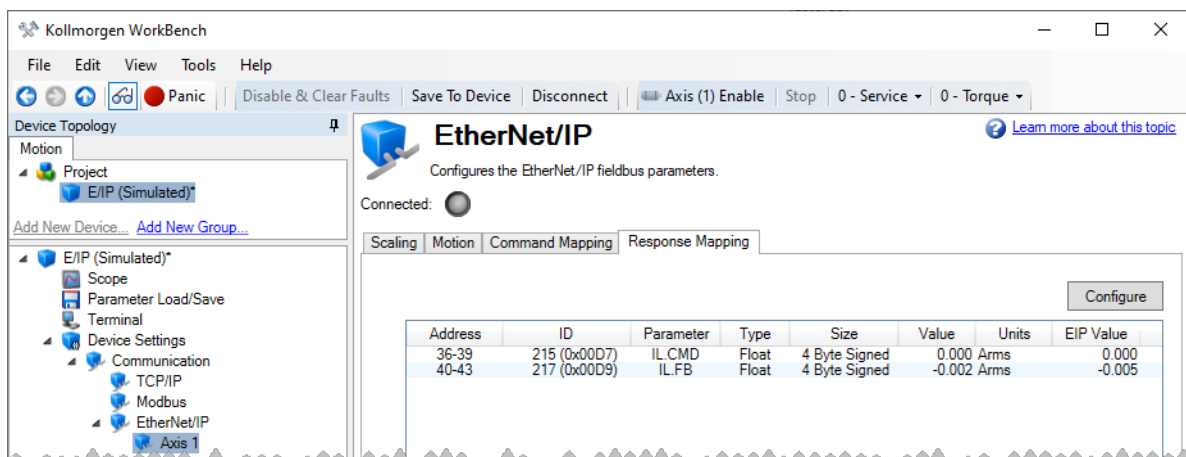 Kollmorgen WorkBench
File Edit View Tools Help
Panic Disable & Clear Faults Save To Device Disconnect Axis (1) Enable Stop 0 - Service 0 - Torque
Device Topology
Motion
Project
E/IP (Simulated)*
Add New Device... Add New Group...
E/IP (Simulated)*
Scope
Parameter Load/Save
Terminal
Device Settings
Communication
TCP/IP
Modbus
EtherNet/IP
Axis 1
EtherNet/IP
Learn more about this topic
Configures the EtherNet/IP fieldbus parameters.
Connected:
Scaling Motion Command Mapping Response Mapping
Configure
Address ID Parameter Type Size Value Units EIP Value
36-39 215 (0x00D7) IL.CMD Float 4 Byte Signed 0.000 Arms 0.000
40-43 217 (0x00D9) IL.FB Float 4 Byte Signed -0.002 Arms -0.005